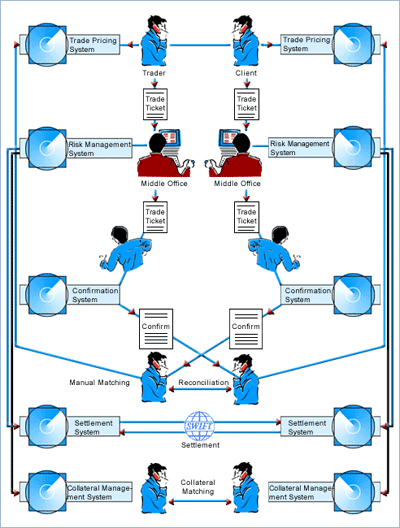 Trade Pricing
System
Trade Pricing
System
Trader
Client
Trade
Ticket
Trade
Ticket
Risk Management
System
Risk Management
System
Middle Office
Middle Office
Trade
Ticket
Trade
Ticket
Confirmation
System
Confirmation
System
Confirm
Confirm
Manual Matching
Reconciliation
Settlement
System
SWIFT
Settlement
System
Settlement
Collateral Manage-
ment System
Collateral
Matching
Collateral Manage-
ment System